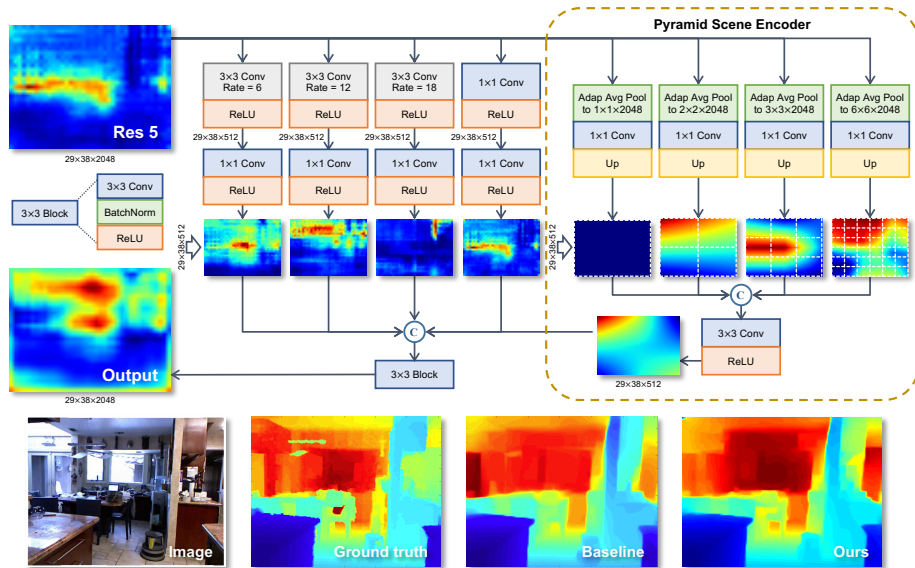 Pyramid Scene Encoder
Res 5
29×38×2048
3×3 Conv
Rate = 6
ReLU
3×3 Conv
Rate = 12
ReLU
3×3 Conv
Rate = 18
ReLU
1×1 Conv
ReLU
29×38×512
29×38×512
29×38×512
29×38×512
1×1 Conv
ReLU
1×1 Conv
ReLU
1×1 Conv
ReLU
1×1 Conv
ReLU
Adap Avg Pool
to 1×1×2048
1×1 Conv
Up
Adap Avg Pool
to 2×2×2048
1×1 Conv
Up
Adap Avg Pool
to 3×3×2048
1×1 Conv
Up
Adap Avg Pool
to 6×6×2048
1×1 Conv
Up
3×3 Block
3×3 Conv
BatchNorm
ReLU
29×38×512
29×38×512
C
3×3 Conv
ReLU
29×38×512
C
3×3 Block
Output
29×38×2048
Image
Ground truth
Baseline
Ours